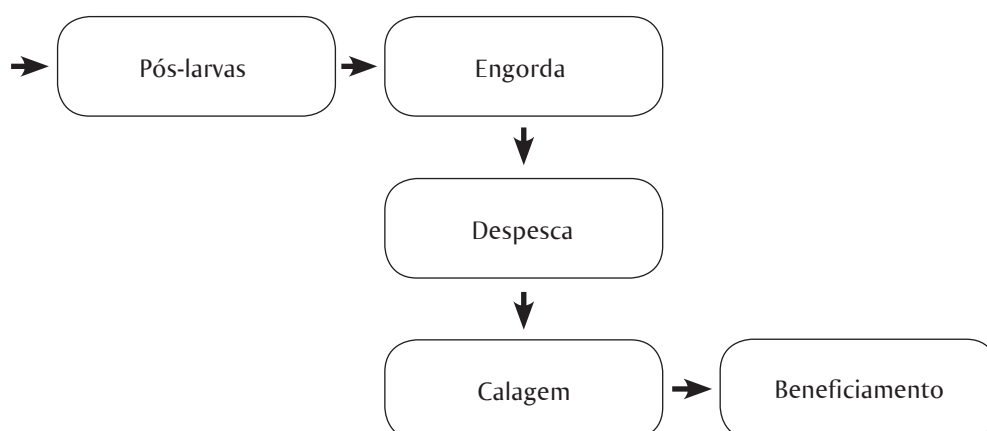 Pós-larvas
Engorda
Despesca
Calagem
Beneficiamento